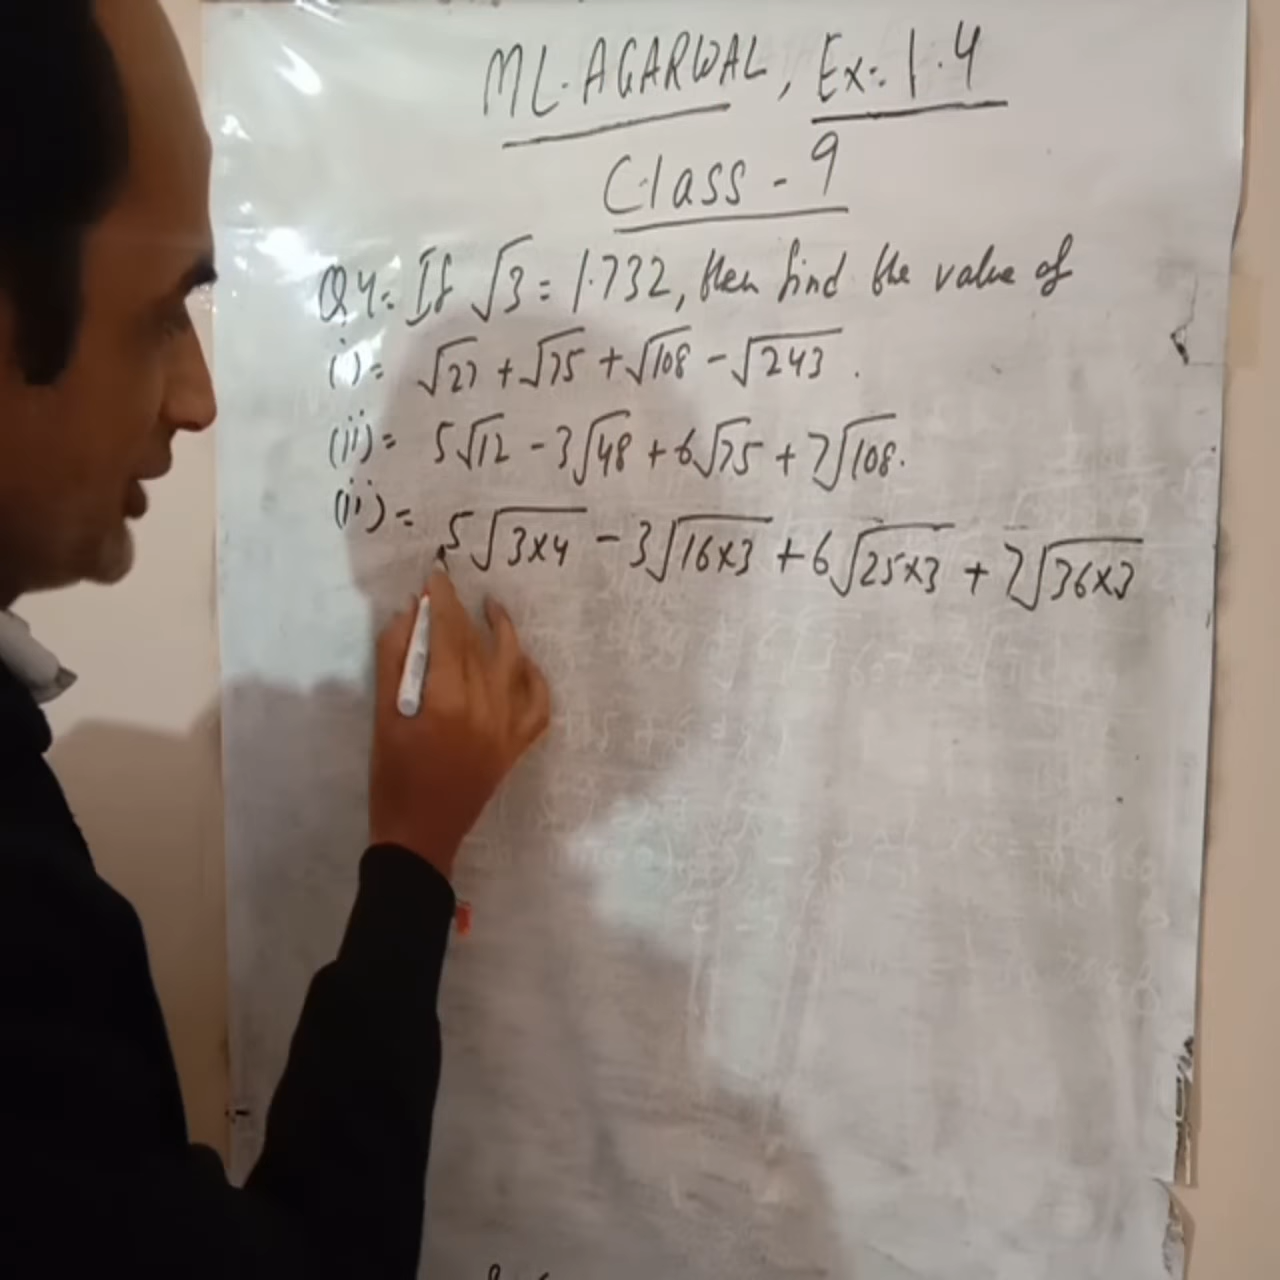 ML.AGARWAL, Ex:. 1.4
Class - 9
Q4:- If √3 = 1.732, then find the value of
(i)= √27 + √75 + √108 - √243 .
(ii)= 5√12 - 3√48 + 6√75 + 7√108.
(ii)= 5√3x4 - 3√16x3 + 6√25x3 + 7√36x3